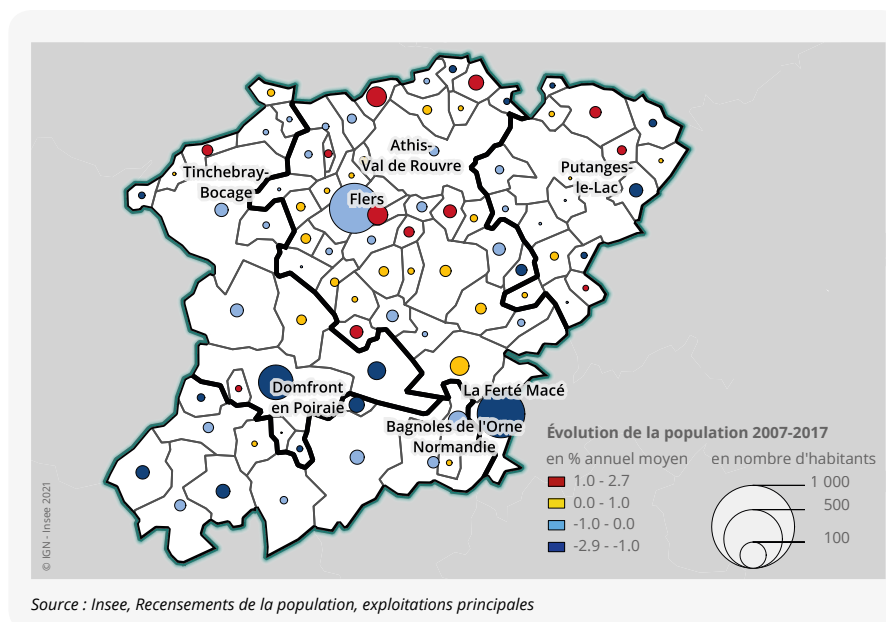 Athis-
Val de Rouvre
Tinchebray-
Bocage
Putanges-
le-Lac
Flers
Domfront
en Poiraie
La Ferté Macé
Bagnoles de l'Orne
Normandie
Évolution de la population 2007-2017
en % annuel moyen
1.0 - 2.7
0.0 - 1.0
-1.0 - 0.0
-2.9 - -1.0
en nombre d'habitants
1 000
500
100
© IGN - Insee 2021
Source : Insee, Recensements de la population, exploitations principales